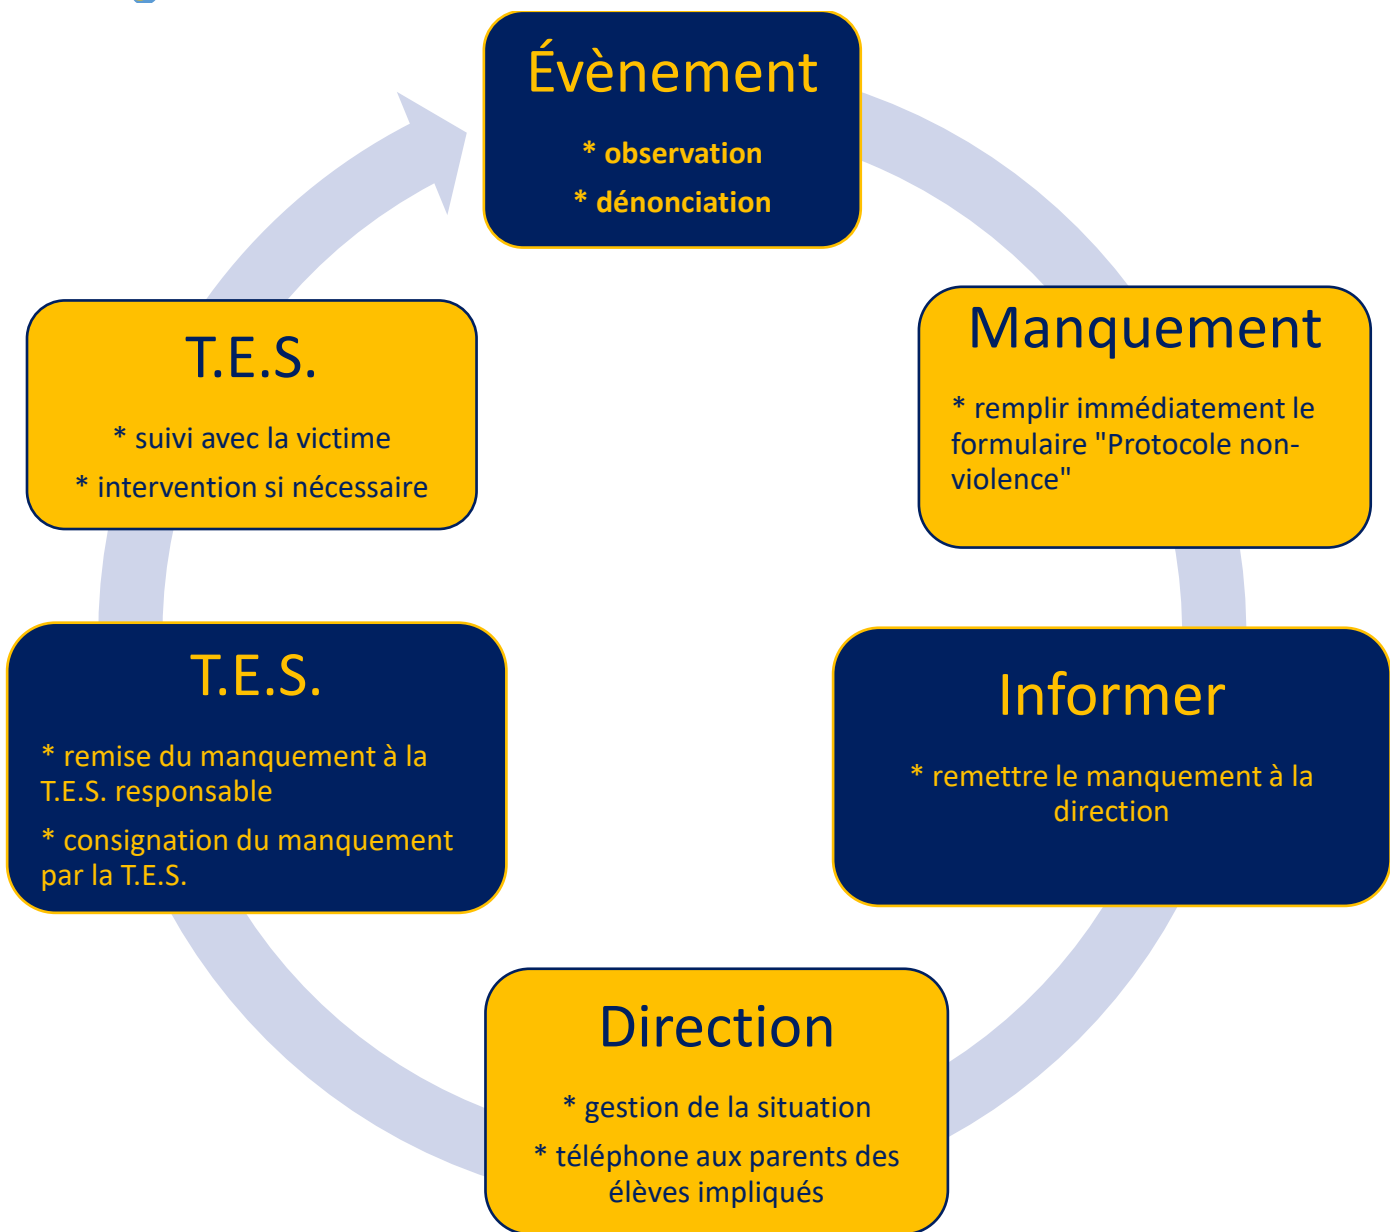 Évènement
* observation
* dénonciation
Manquement
* remplir immédiatement le
formulaire "Protocole non-
violence"
Informer
* remettre le manquement à la
direction
Direction
* gestion de la situation
* téléphone aux parents des
élèves impliqués
T.E.S.
* remise du manquement à la
T.E.S. responsable
* consignation du manquement
par la T.E.S.
T.E.S.
* suivi avec la victime
* intervention si nécessaire